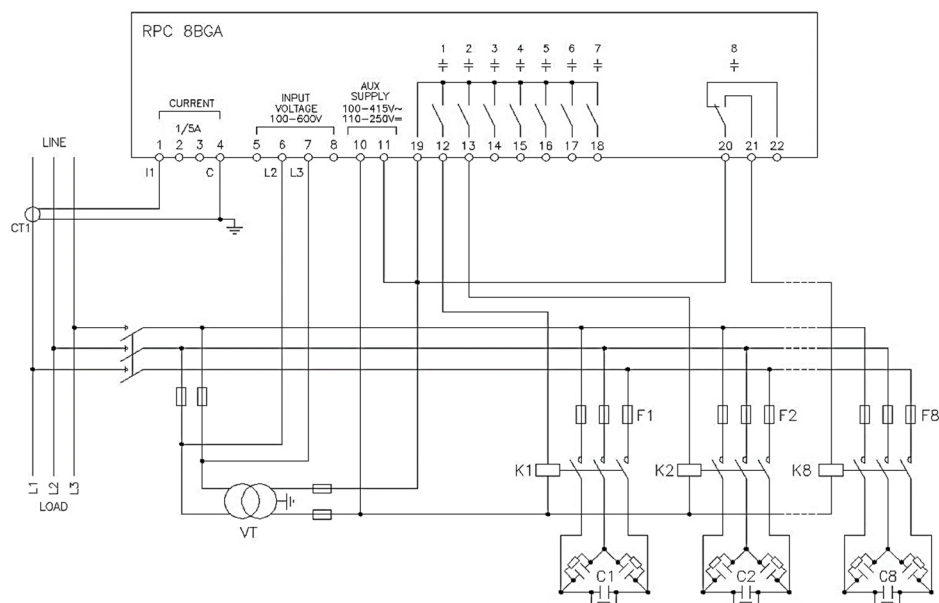 RPC 8BGA
1 2 3 4 5 6 7 8
CURRENT
1/5A
INPUT
VOLTAGE
100-600V
AUX
SUPPLY
100-415V~
110-250V=
LINE
1 2 3 4 5 6 7 8 10 11 19 12 13 14 15 16 17 18 20 21 22
I1 C L2 L3
CT1
F1 F2 F8
K1 K2 K8
L1 L2 L3
LOAD
VT
C1 C2 C8